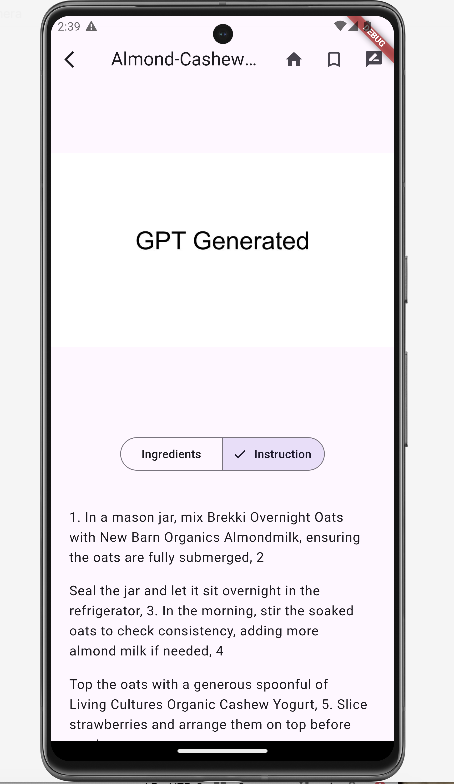 2:39
DEBUG
Almond-Cashew...
GPT Generated
Ingredients
Instruction
1. In a mason jar, mix Brekki Overnight Oats
with New Barn Organics Almondmilk, ensuring
the oats are fully submerged, 2
Seal the jar and let it sit overnight in the
refrigerator, 3. In the morning, stir the soaked
oats to check consistency, adding more
almond milk if needed, 4
Top the oats with a generous spoonful of
Living Cultures Organic Cashew Yogurt, 5. Slice
strawberries and arrange them on top before